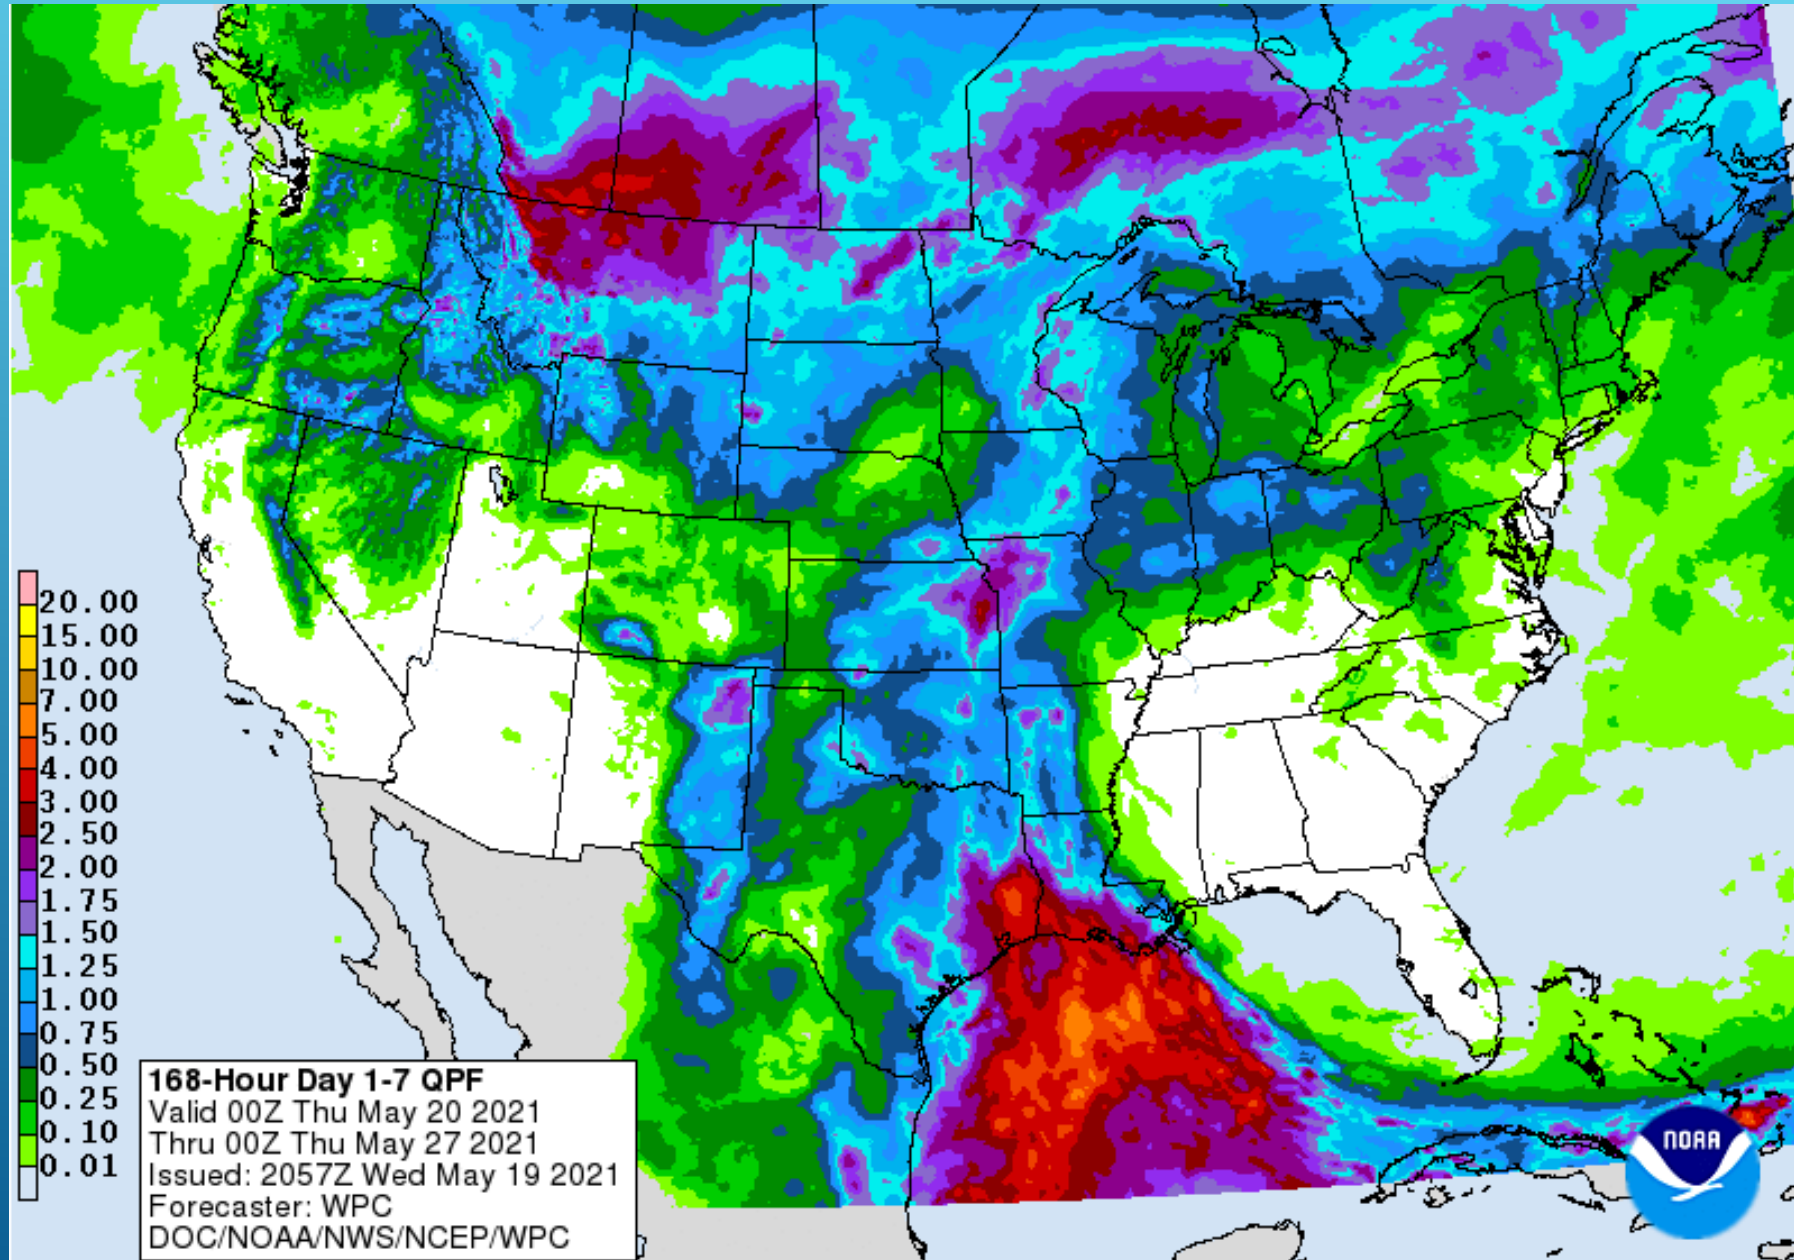 20.00
15.00
10.00
7.00
5.00
4.00
3.00
2.50
2.00
1.75
1.50
1.25
1.00
0.75
0.50
0.25
0.10
0.01
168-Hour Day 1-7 QPF
Valid 00Z Thu May 20 2021
Thru 00Z Thu May 27 2021
Issued: 2057Z Wed May 19 2021
Forecaster: WPC
DOC/NOAA/NWS/NCEP/WPC
NOAA